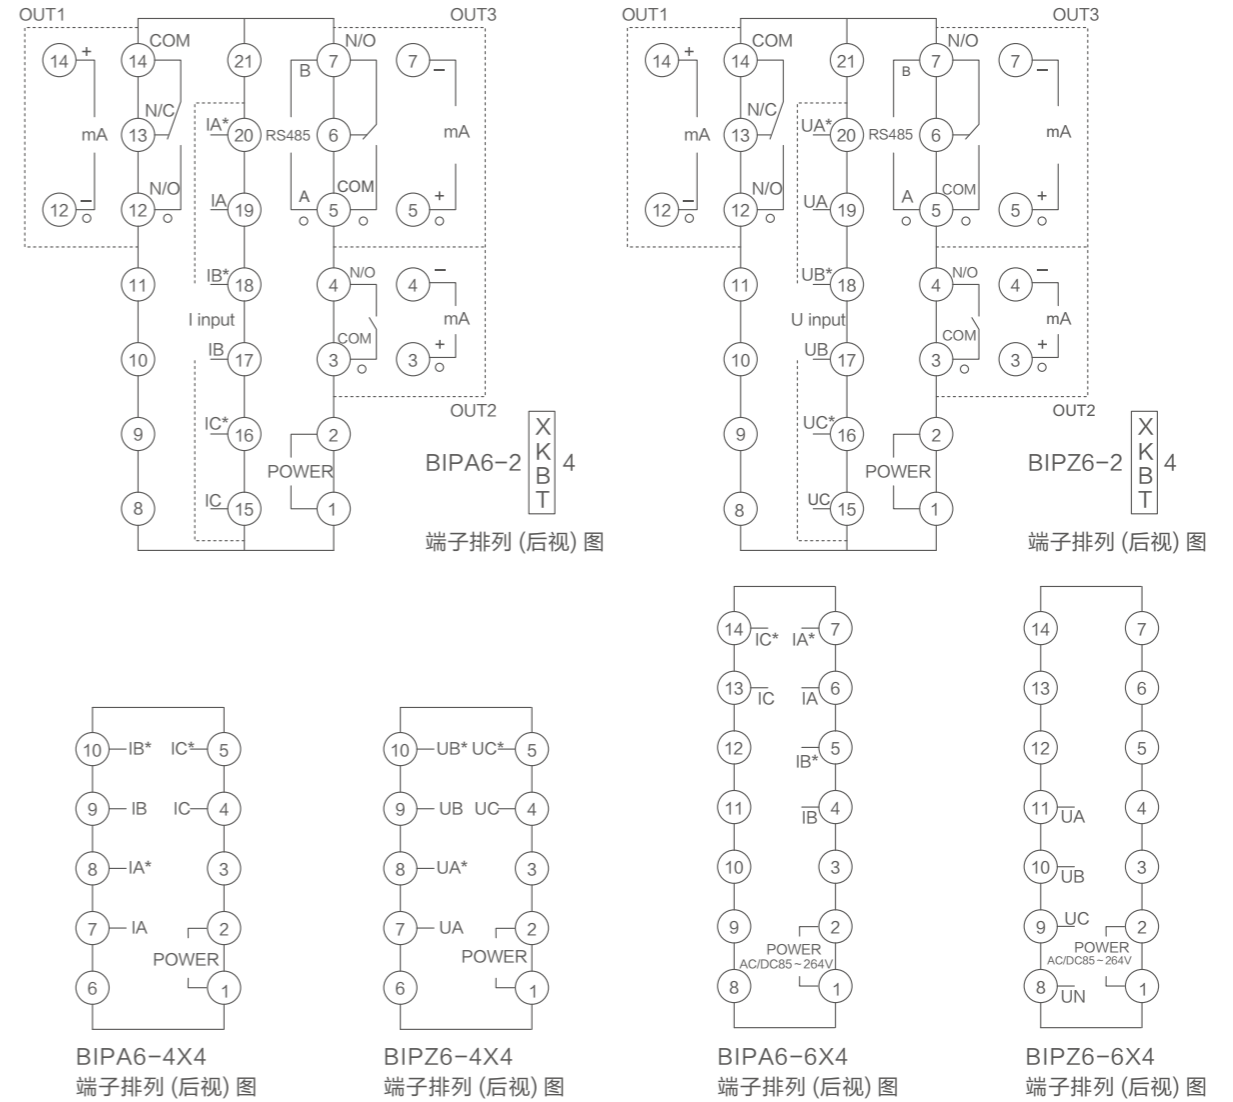 OUT1 OUT3
14 + 14 COM 21 N/O 7 7 −
B
mA N/C 13 IA* 20 RS485 6 mA
12 − N/O 12 IA 19 A COM 5 5 +
11 IB* 18 N/O 4 4 −
I input mA
10 IB 17 COM 3 3 +
OUT2
9 IC* 16 2
POWER
8 IC 15 1
BIPA6−2 X K B T 4
端子排列 (后视) 图
OUT1 OUT3
14 + 14 COM 21 N/O 7 7 −
B
mA N/C 13 UA* 20 RS485 6 mA
12 − N/O 12 UA 19 A COM 5 5 +
11 UB* 18 N/O 4 4 −
U input mA
10 UB 17 COM 3 3 +
OUT2
9 UC* 16 2
POWER
8 UC 15 1
BIPZ6−2 X K B T 4
端子排列 (后视) 图
10 IB* IC* 5
9 IB IC 4
8 IA* 3
7 IA 2
POWER
6 1
BIPA6−4X4
端子排列 (后视) 图
10 UB* UC* 5
9 UB UC 4
8 UA* 3
7 UA 2
POWER
6 1
BIPZ6−4X4
端子排列 (后视) 图
14 IC* IA* 7
13 IC IA 6
12 IB* 5
11 IB 4
10 3
9 2
POWER
AC/DC85~264V
8 1
BIPA6−6X4
端子排列 (后视) 图
14 7
13 6
12 5
11 UA 4
10 UB 3
9 UC 2
POWER
AC/DC85~264V
8 UN 1
BIPZ6−6X4
端子排列 (后视) 图